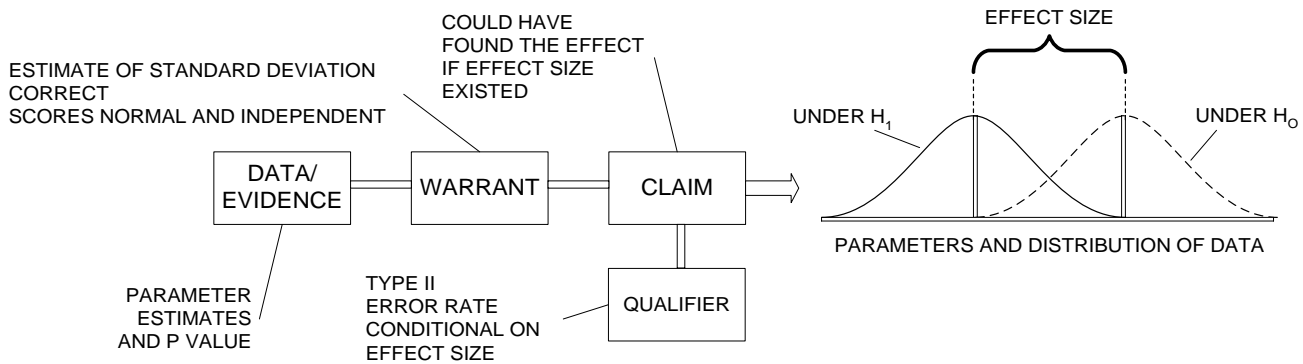 COULD HAVE
FOUND THE EFFECT
IF EFFECT SIZE
EXISTED
ESTIMATE OF STANDARD DEVIATION
CORRECT
SCORES NORMAL AND INDEPENDENT
DATA/
EVIDENCE
WARRANT
CLAIM
QUALIFIER
PARAMETER
ESTIMATES
AND P VALUE
TYPE II
ERROR RATE
CONDITIONAL ON
EFFECT SIZE
EFFECT SIZE
UNDER H₁
UNDER H₀
PARAMETERS AND DISTRIBUTION OF DATA